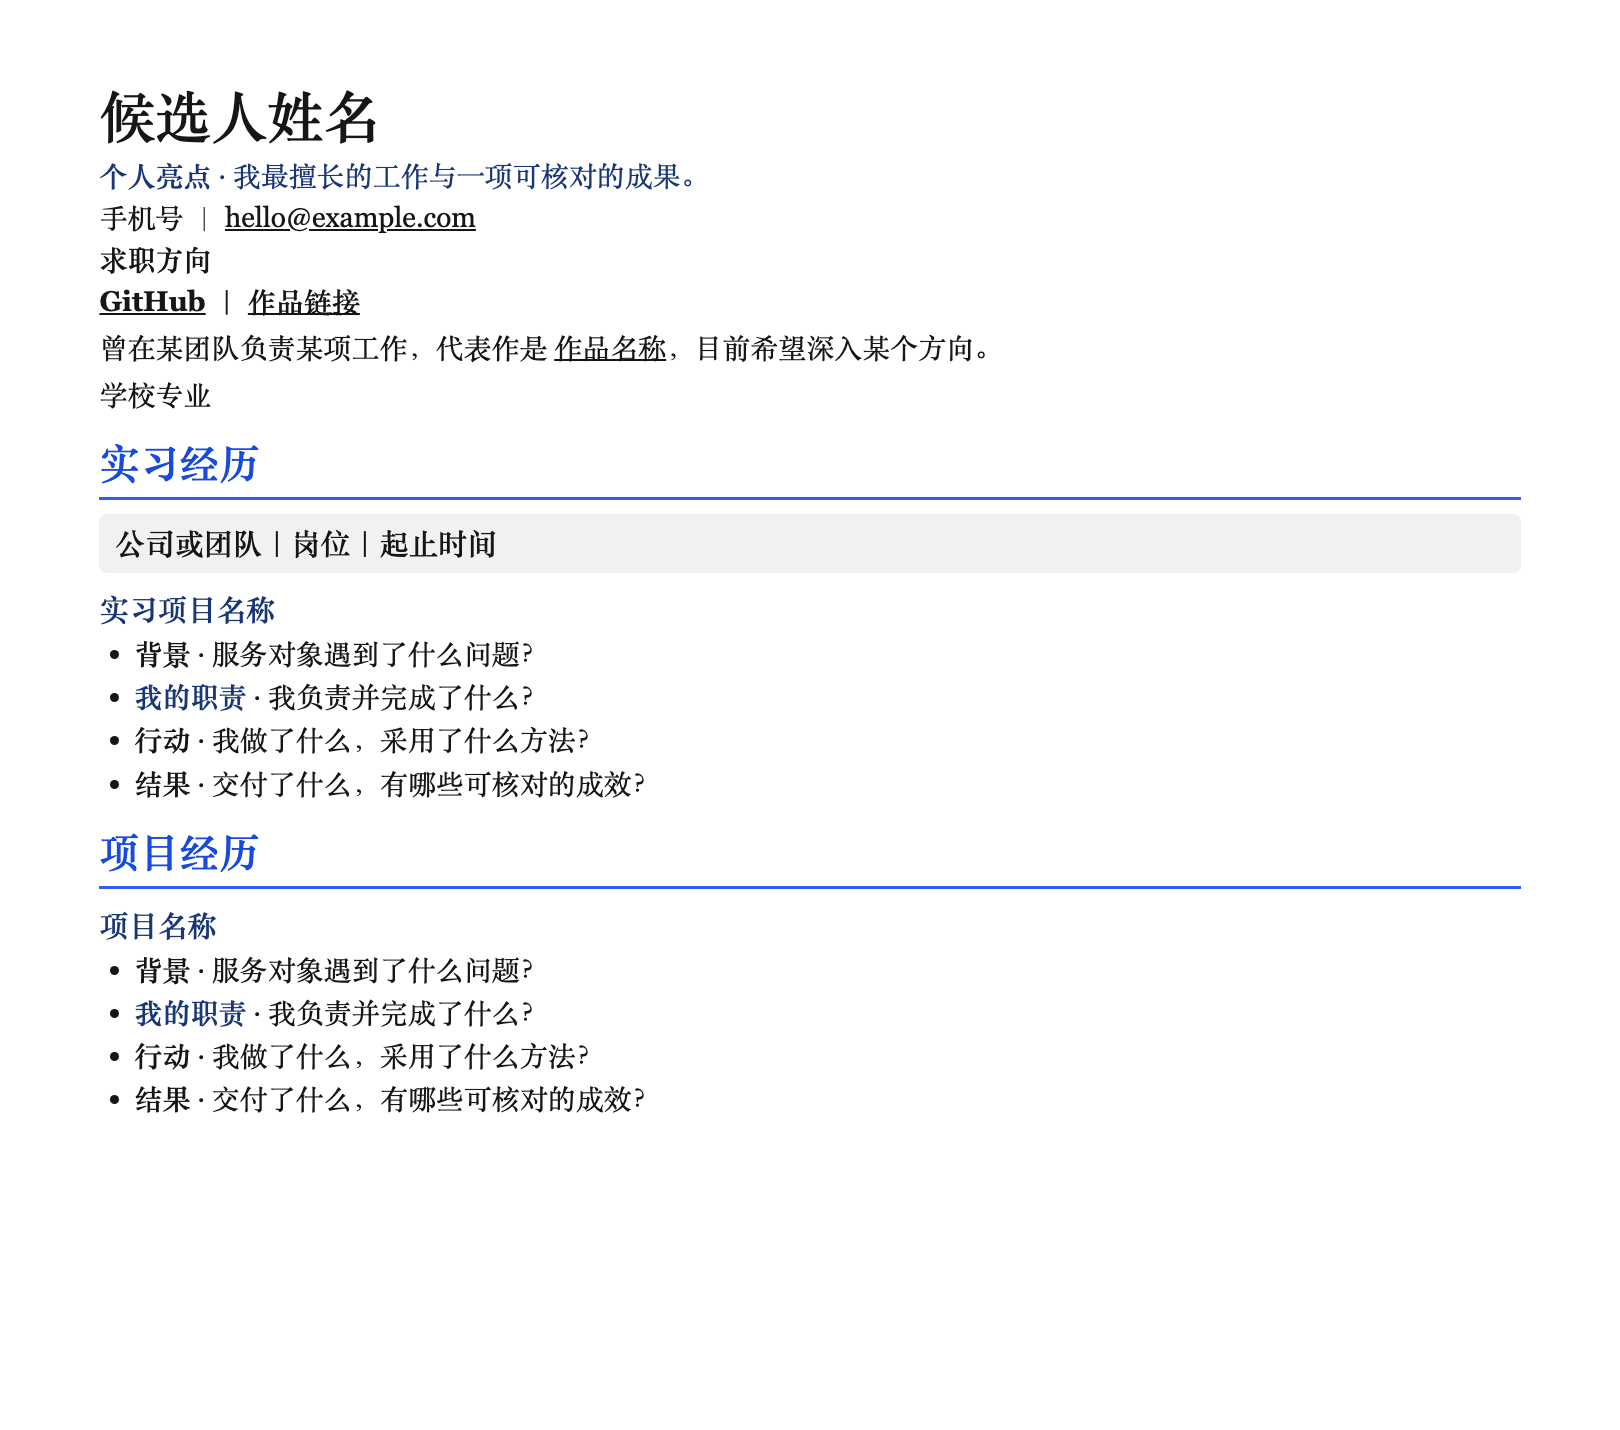 候选人姓名
个人亮点 · 我最擅长的工作与一项可核对的成果。
手机号 | hello@example.com
求职方向
GitHub | 作品链接
曾在某团队负责某项工作，代表作是 作品名称，目前希望深入某个方向。
学校专业
实习经历
公司或团队｜岗位｜起止时间
实习项目名称
• 背景 · 服务对象遇到了什么问题？
• 我的职责 · 我负责并完成了什么？
• 行动 · 我做了什么，采用了什么方法？
• 结果 · 交付了什么，有哪些可核对的成效？
项目经历
项目名称
• 背景 · 服务对象遇到了什么问题？
• 我的职责 · 我负责并完成了什么？
• 行动 · 我做了什么，采用了什么方法？
• 结果 · 交付了什么，有哪些可核对的成效？